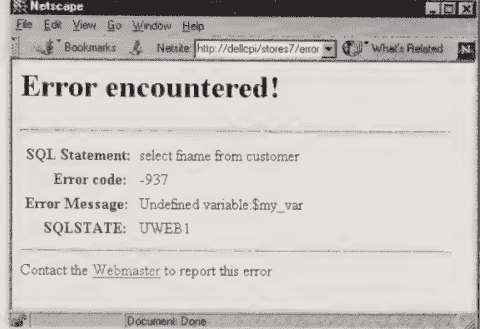 Netscape
File Edit View Go Window Help
Bookmarks Netsite: http://dellcpi/stores7/error What's Related N
Error encountered!
SQL Statement: select fname from customer
Error code: -937
Error Message: Undefined variable:$my_var
SQLSTATE: UWEB1
Contact the Webmaster to report this error
Document: Done